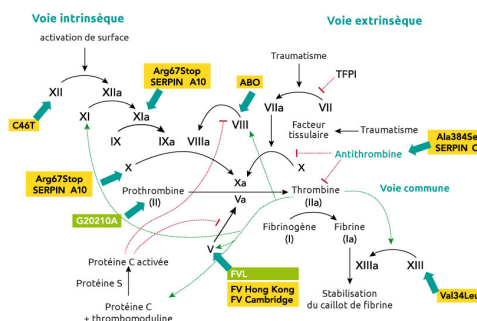 Voie intrinsèque
Voie extrinsèque
activation de surface
Traumatisme
TFPI
Arg67Stop
SERPIN A10
ABO
XII
XIIa
C46T
XI
XIa
VIII
VIIa
VII
Facteur
tissulaire
Traumatisme
Ala384Se
SERPIN C
IX
IXa
VIIIa
Antithrombine
Arg67Stop
SERPIN A10
X
X
Xa
Voie commune
Prothrombine
(II)
Va
Thrombine
(IIa)
G20210A
Fibrinogène
(I)
Fibrine
(Ia)
V
Protéine C activée
FVL
XIIIa
XIII
Protéine S
FV Hong Kong
FV Cambridge
Stabilisation
du caillot de fibrine
Val34Leu
Protéine C
+ thrombomoduline